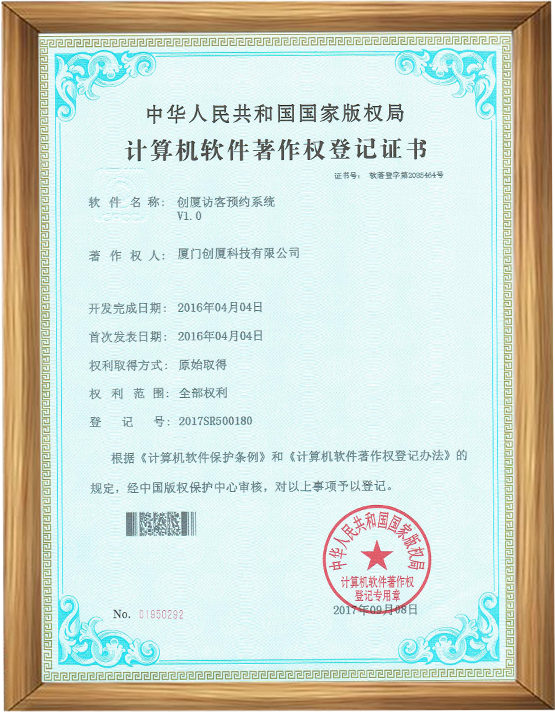 中华人民共和国国家版权局
计算机软件著作权登记证书
证书号: 软著登字第2085464号
软件名称: 创厦访客预约系统
V1.0
著作权人: 厦门创厦科技有限公司
开发完成日期: 2016年04月04日
首次发表日期: 2016年04月04日
权利取得方式: 原始取得
权利范围: 全部权利
登记号: 2017SR500180
根据《计算机软件保护条例》和《计算机软件著作权登记办法》的
规定，经中国版权保护中心审核，对以上事项予以登记。
中华人民共和国国家版权局
计算机软件著作权
登记专用章
No. 01850292
2017年09月08日